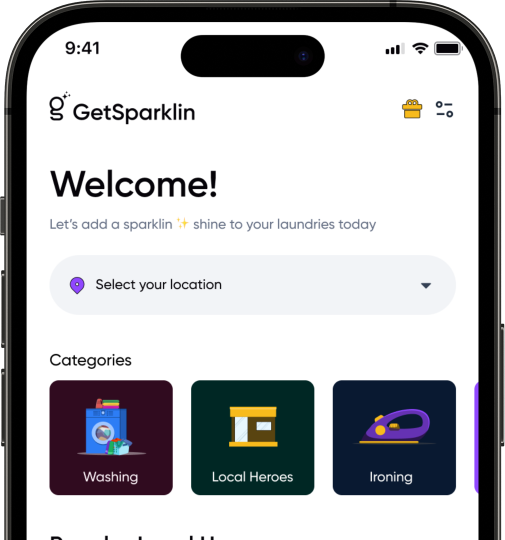 9:41
GetSparklin
Welcome!
Let's add a sparklin ✨ shine to your laundries today
Select your location
Categories
Washing
Local Heroes
Ironing